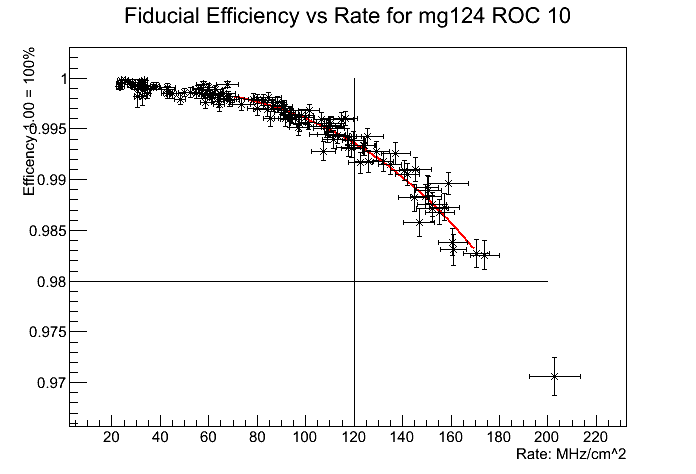 Fiducial Efficiency vs Rate for mg124 ROC 10
Efficency 1.00 = 100%
1
0.995
0.99
0.985
0.98
0.975
0.97
20 40 60 80 100 120 140 160 180 200 220
Rate: MHz/cm^2